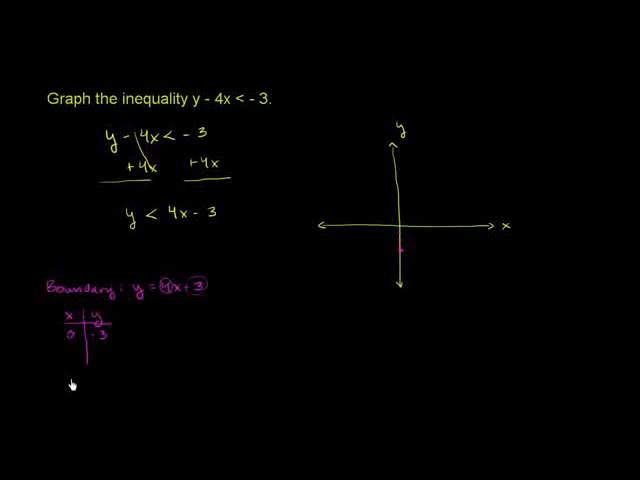 Graph the inequality y - 4x < - 3.
y - 4x < - 3
+4x +4x
y < 4x - 3
y
x
Boundary: y = 4x - 3
x y
0 -3